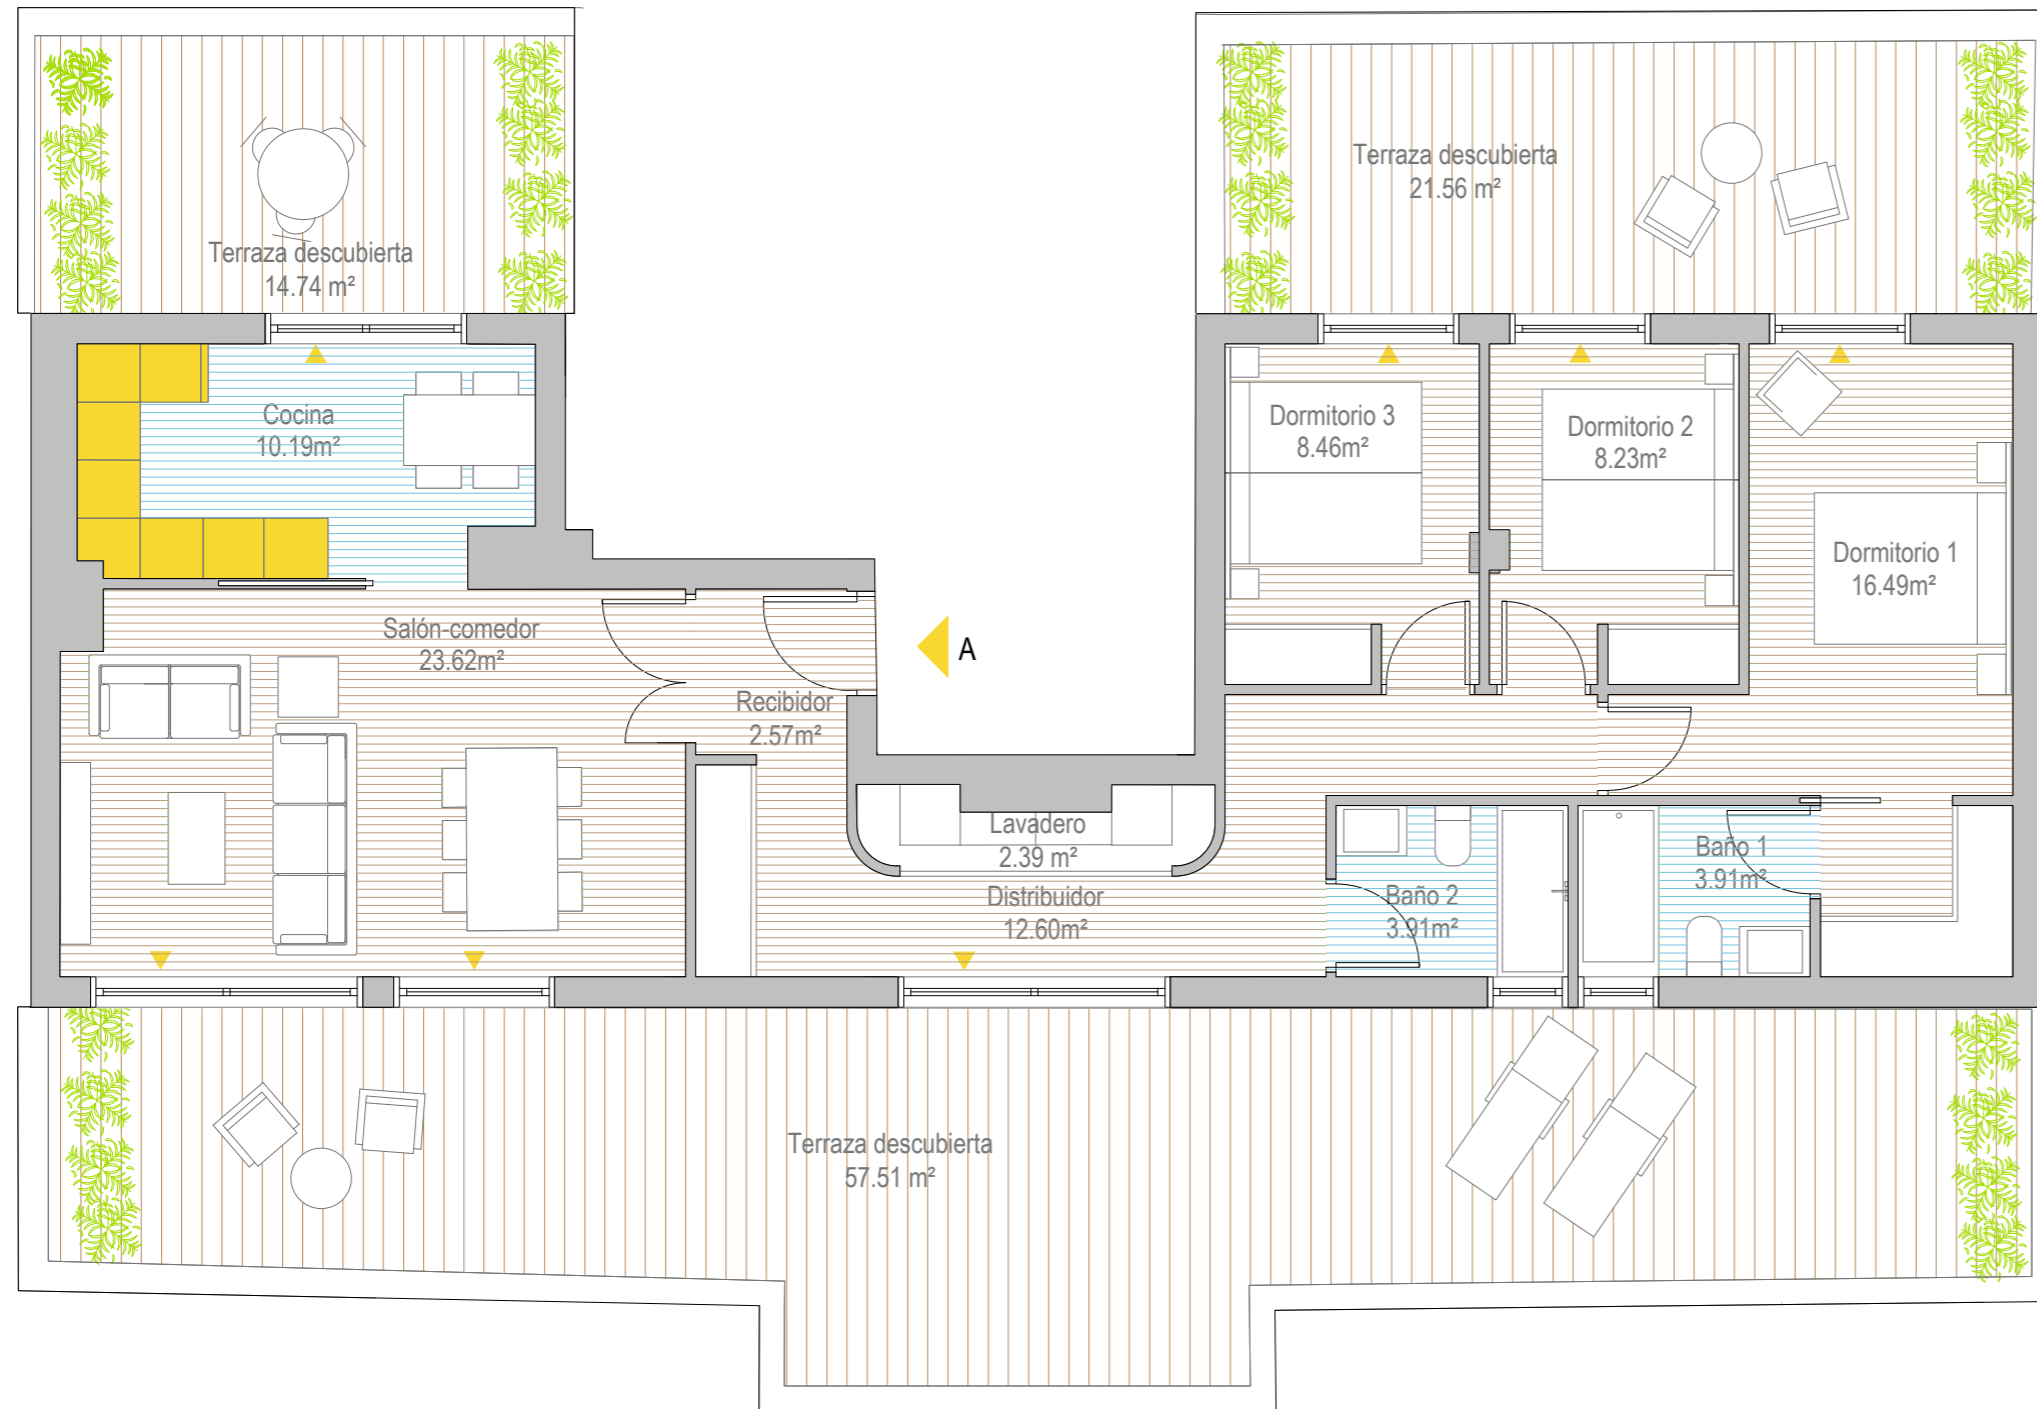 Terraza descubierta
14.74 m²
Terraza descubierta
21.56 m²
Cocina
10.19m²
Dormitorio 3
8.46m²
Dormitorio 2
8.23m²
Dormitorio 1
16.49m²
Salón-comedor
23.62m²
A
Recibidor
2.57m²
Lavadero
2.39 m²
Distribuidor
12.60m²
Baño 2
3.91m²
Baño 1
3.91m²
Terraza descubierta
57.51 m²